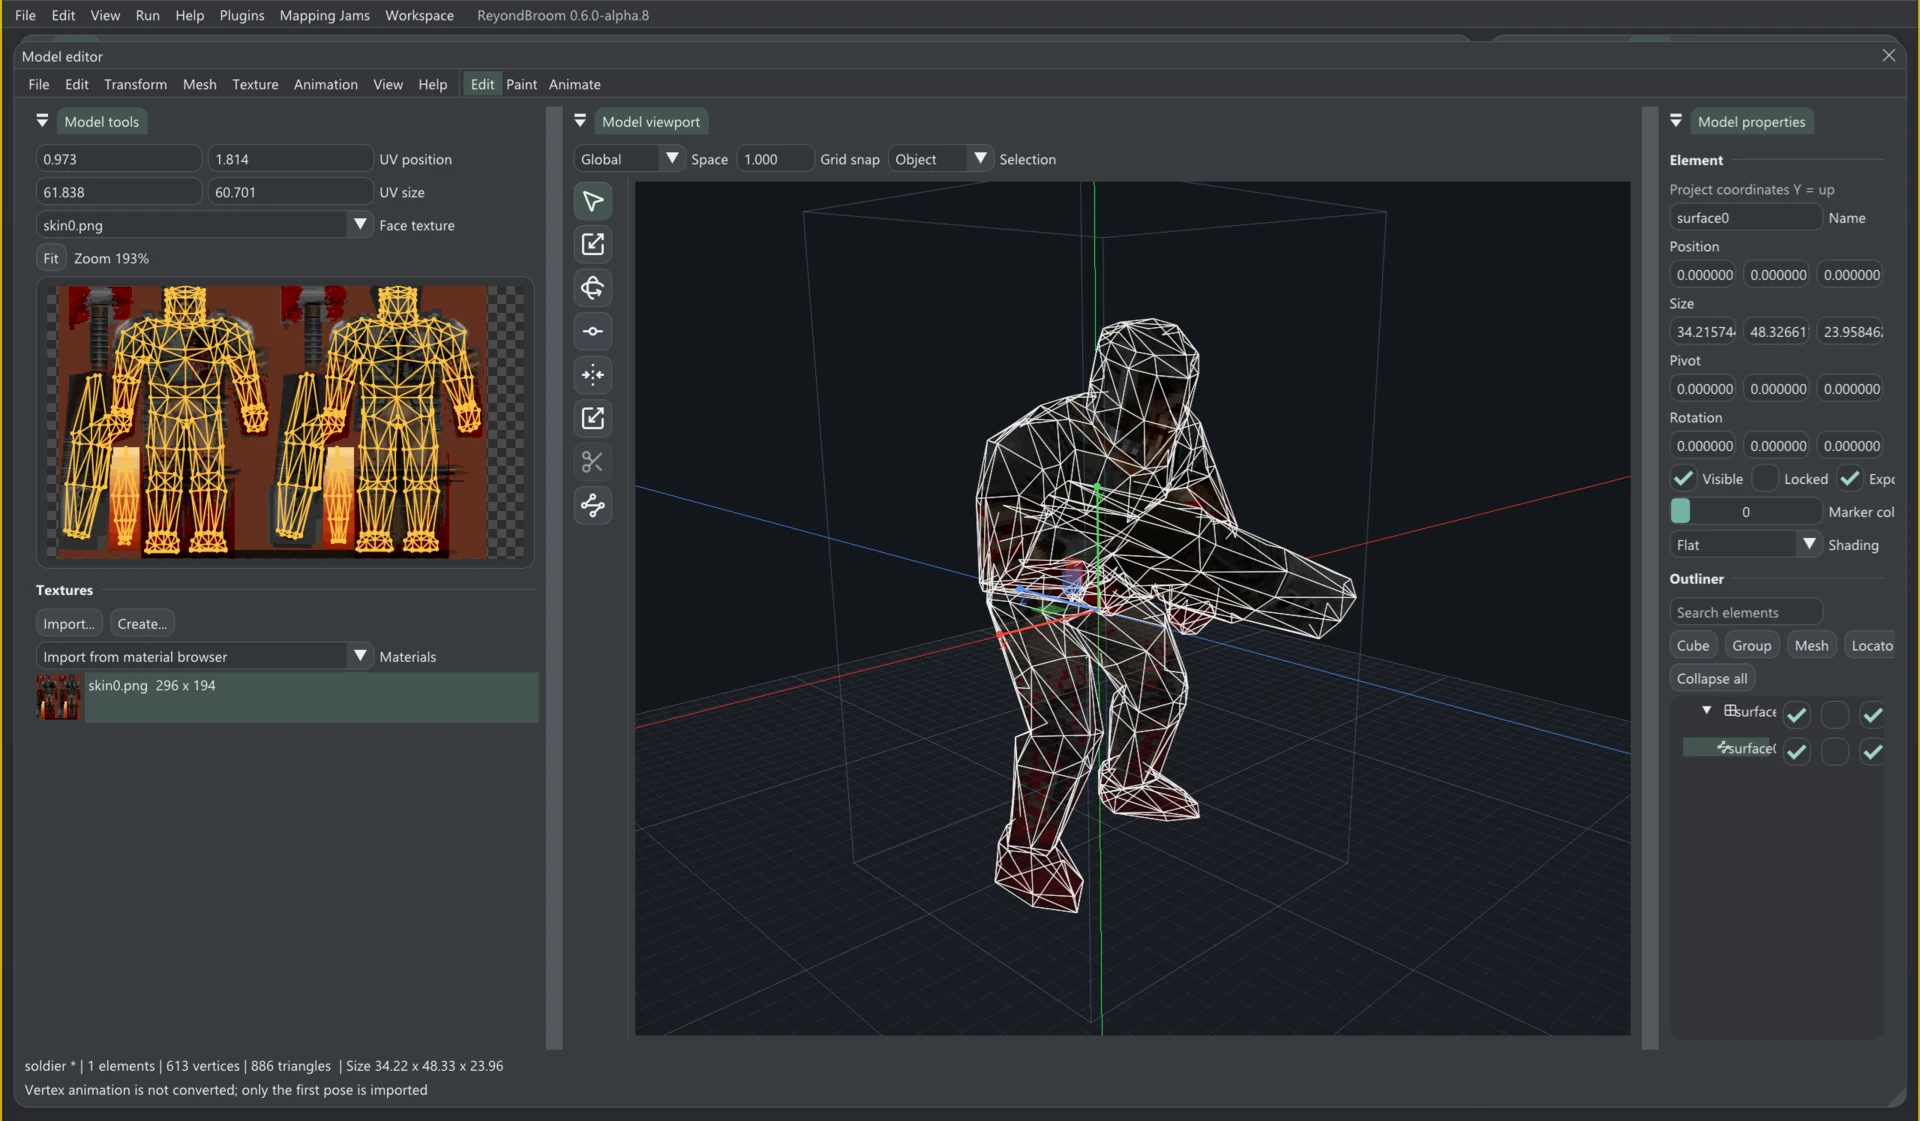 File Edit View Run Help Plugins Mapping Jams Workspace ReyondBroom 0.6.0-alpha.8
Model editor
File Edit Transform Mesh Texture Animation View Help Edit Paint Animate
Model tools
0.973 1.814 UV position
61.838 60.701 UV size
skin0.png Face texture
Fit Zoom 193%
Textures
Import... Create...
Import from material browser Materials
skin0.png 296 x 194
Model viewport
Global Space 1.000 Grid snap Object Selection
Model properties
Element
Project coordinates Y = up
surface0 Name
Position
0.000000 0.000000 0.000000
Size
34.21574 48.32661 23.95846
Pivot
0.000000 0.000000 0.000000
Rotation
0.000000 0.000000 0.000000
Visible Locked Expo
0 Marker col
Flat Shading
Outliner
Search elements
Cube Group Mesh Locato
Collapse all
surface
surface0
soldier * | 1 elements | 613 vertices | 886 triangles | Size 34.22 x 48.33 x 23.96
Vertex animation is not converted; only the first pose is imported